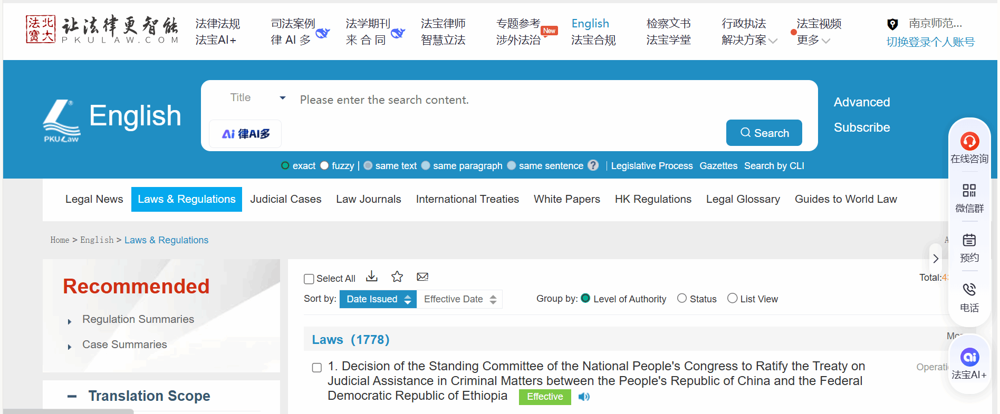 北大法寶
让法律更智能
PKULAW.COM
法律法规 司法案例 法学期刊 法宝律师 专题参考 English 检察文书 行政执法 法宝视频 南京师范...
New
法宝AI+ 律 AI 多 来 合 同 智慧立法 涉外法治 法宝合规 法宝学堂 解决方案 更多 切换登录个人账号
Title Please enter the search content.
Advanced
English
PKU Law
Ai 律AI多
Search
Subscribe
exact fuzzy | same text same paragraph same sentence ? | Legislative Process Gazettes Search by CLI
在线咨询
微信群
预约
电话
法宝AI+
Legal News Laws & Regulations Judicial Cases Law Journals International Treaties White Papers HK Regulations Legal Glossary Guides to World Law
Home > English > Laws & Regulations
Recommended
Regulation Summaries
Case Summaries
Translation Scope
Select All
Total:
Sort by: Date Issued Effective Date Group by: Level of Authority Status List View
Laws（1778）
1. Decision of the Standing Committee of the National People's Congress to Ratify the Treaty on
Judicial Assistance in Criminal Matters between the People's Republic of China and the Federal
Democratic Republic of Ethiopia Effective
ai